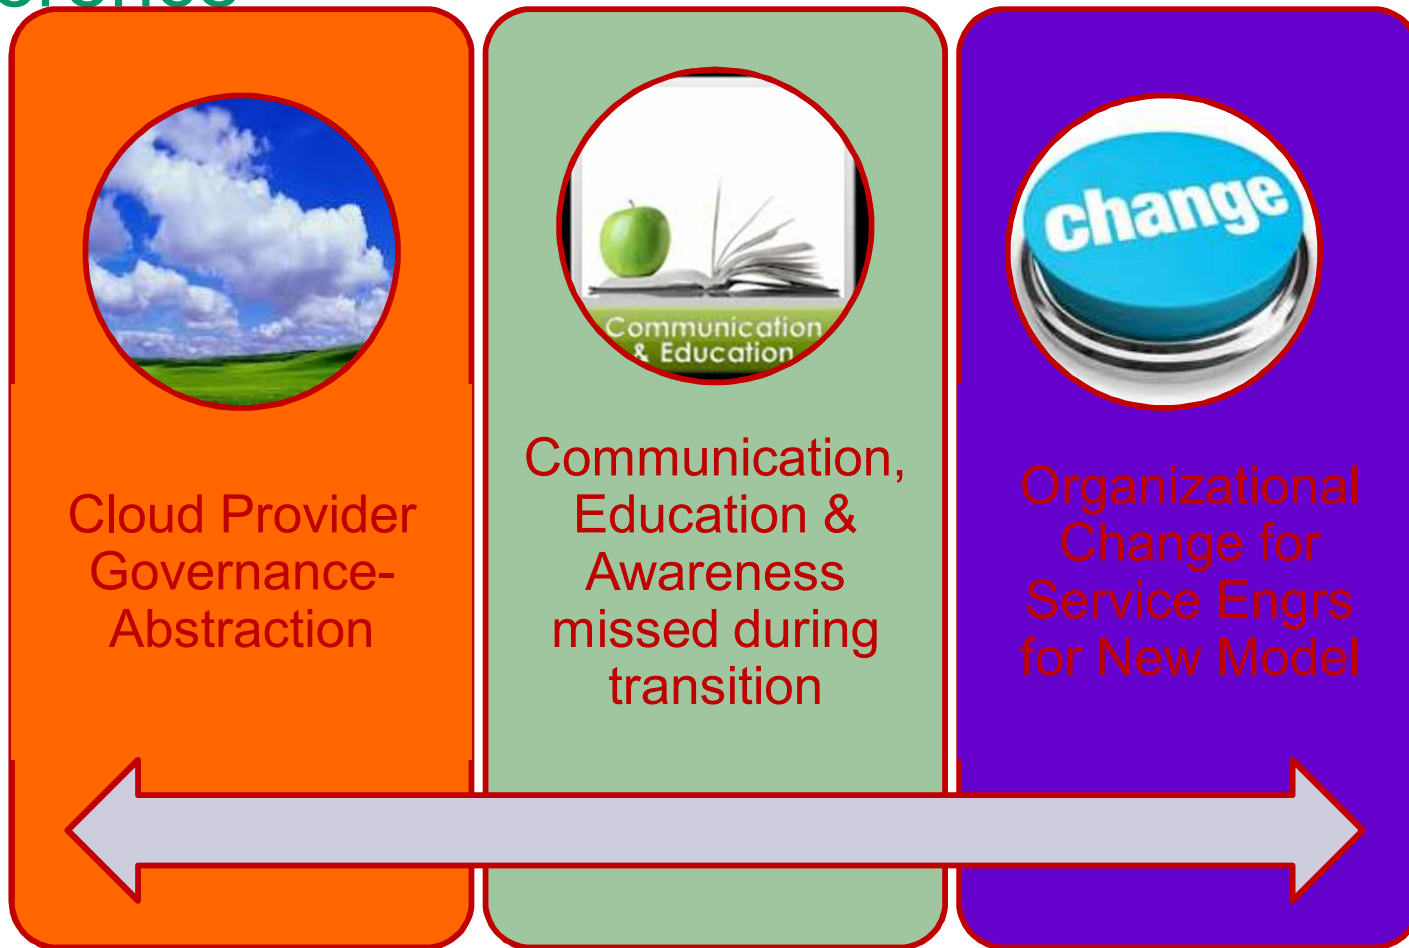 Communication
& Education
change
Cloud Provider
Governance-
Abstraction
Communication,
Education &
Awareness
missed during
transition
Organizational
Change for
Service Engrs
for New Model